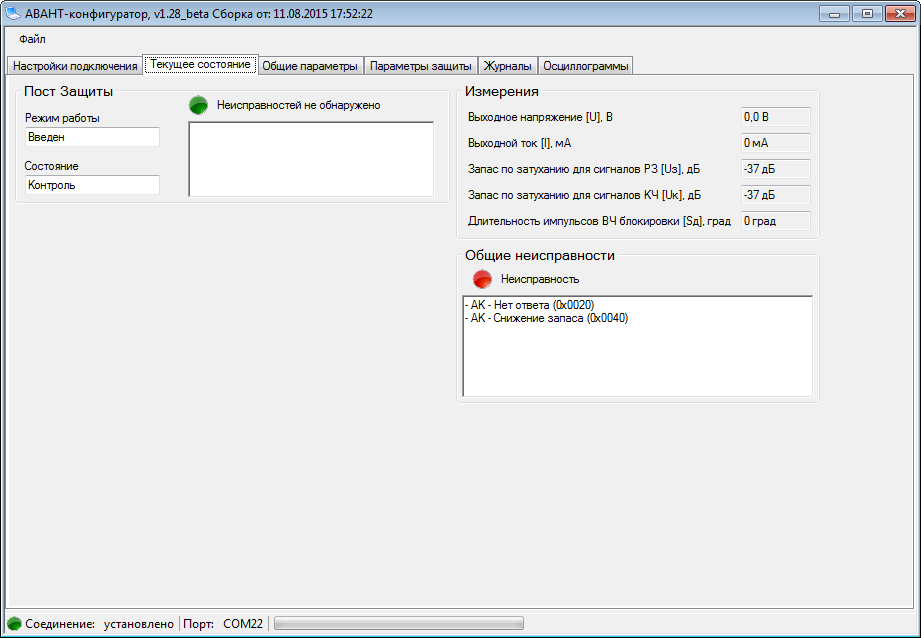 АВАНТ-конфигуратор, v1.28_beta Сборка от: 11.08.2015 17:52:22
Файл
Настройки подключения Текущее состояние Общие параметры Параметры защиты Журналы Осциллограммы
Пост Защиты
Неисправностей не обнаружено
Режим работы
Введен
Состояние
Контроль
Измерения
Выходное напряжение [U], В 0,0 В
Выходной ток [I], мА 0 мА
Запас по затуханию для сигналов РЗ [Uз], дБ -37 дБ
Запас по затуханию для сигналов КЧ [Uк], дБ -37 дБ
Длительность импульсов ВЧ блокировки [Sд], град 0 град
Общие неисправности
Неисправность
- АК - Нет ответа (0x0020)
- АК - Снижение запаса (0x0040)
Соединение: установлено Порт: COM22